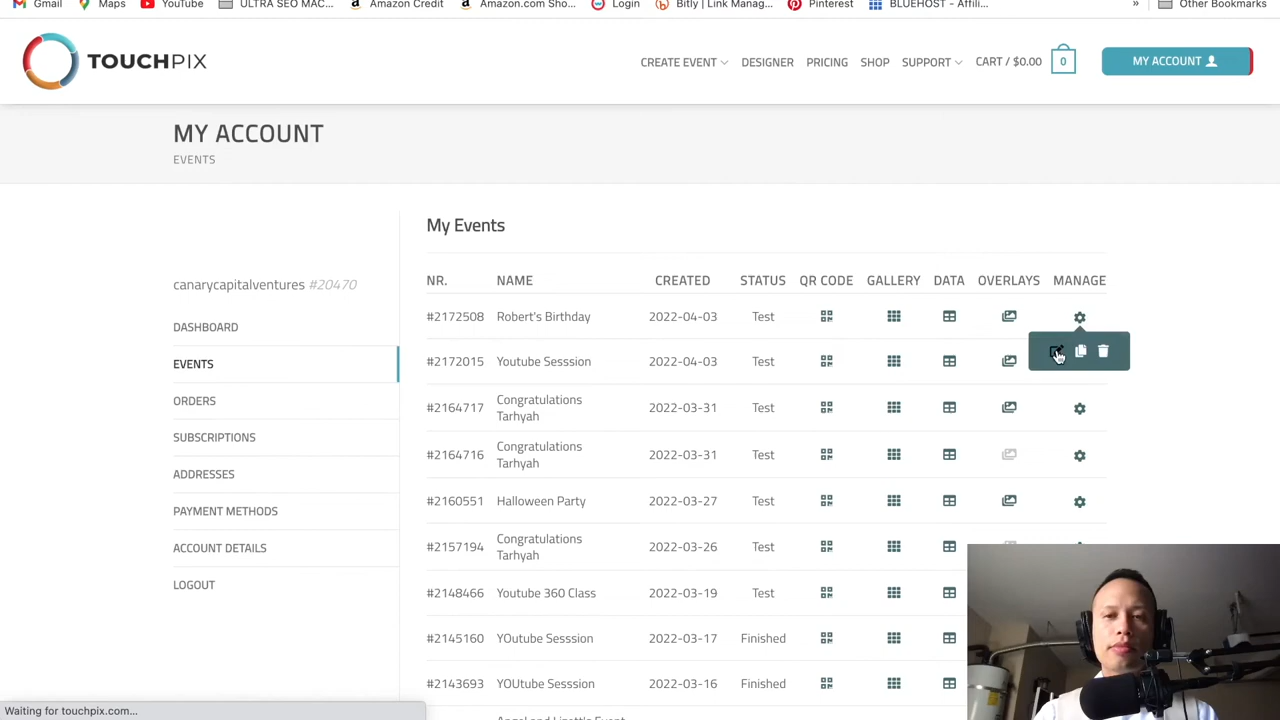 Gmail Maps YouTube ULTRA SEO MAC... Amazon Credit Amazon.com Sho... Login Bitly | Link Manag... Pinterest BLUEHOST - Affili... » Other Bookmarks
TOUCHPIX CREATE EVENT DESIGNER PRICING SHOP SUPPORT CART / $0.00 0 MY ACCOUNT
MY ACCOUNT
EVENTS
My Events
canarycapitalventures #20470
DASHBOARD
EVENTS
ORDERS
SUBSCRIPTIONS
ADDRESSES
PAYMENT METHODS
ACCOUNT DETAILS
LOGOUT
NR. NAME CREATED STATUS QR CODE GALLERY DATA OVERLAYS MANAGE
#2172508 Robert's Birthday 2022-04-03 Test
#2172015 Youtube Sesssion 2022-04-03 Test
#2164717 Congratulations 2022-03-31 Test
Tarhyah
#2164716 Congratulations 2022-03-31 Test
Tarhyah
#2160551 Halloween Party 2022-03-27 Test
#2157194 Congratulations 2022-03-26 Test
Tarhyah
#2148466 Youtube 360 Class 2022-03-19 Test
#2145160 YOutube Sesssion 2022-03-17 Finished
#2143693 YOUtube Sesssion 2022-03-16 Finished
Waiting for touchpix.com...